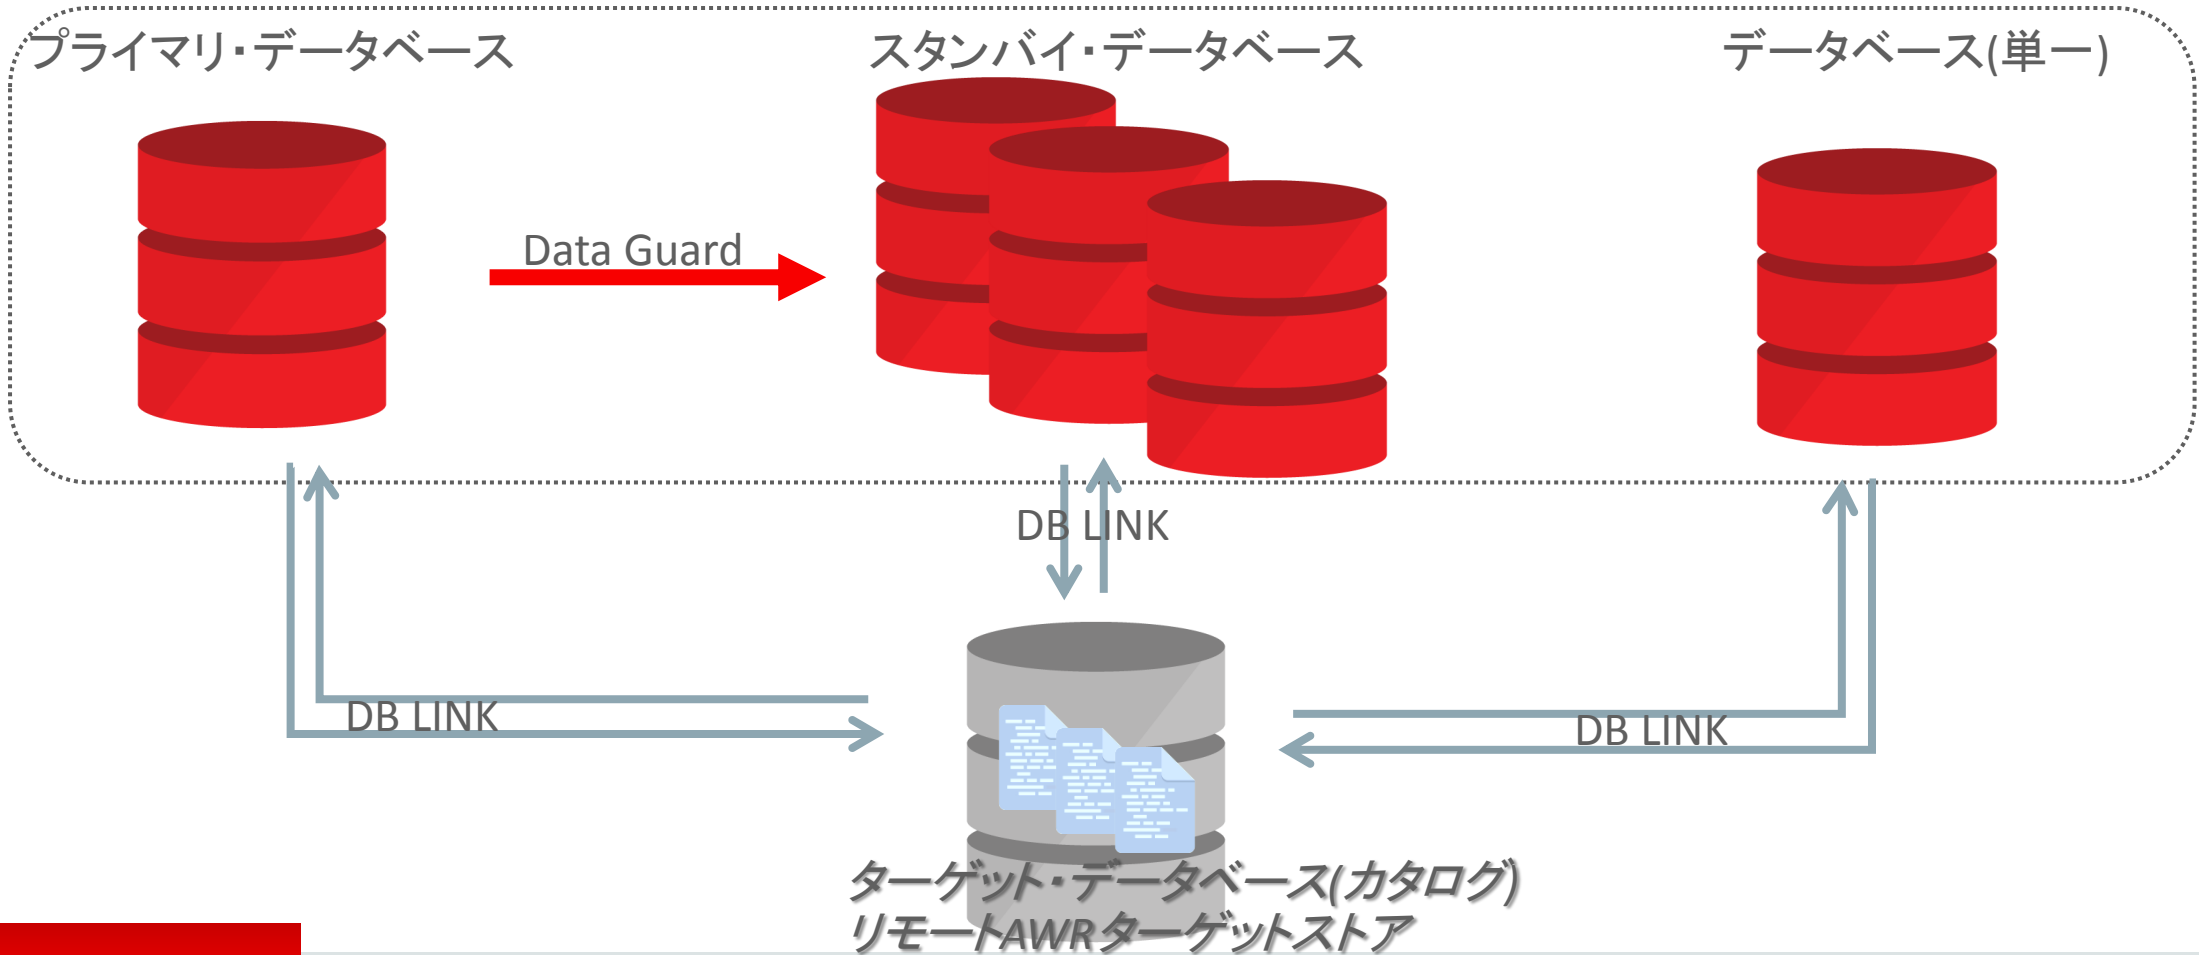 プライマリ・データベース
スタンバイ・データベース
データベース(単一)
Data Guard
DB LINK
DB LINK
DB LINK
ターゲット・データベース(カタログ)
リモートAWRターゲットストア